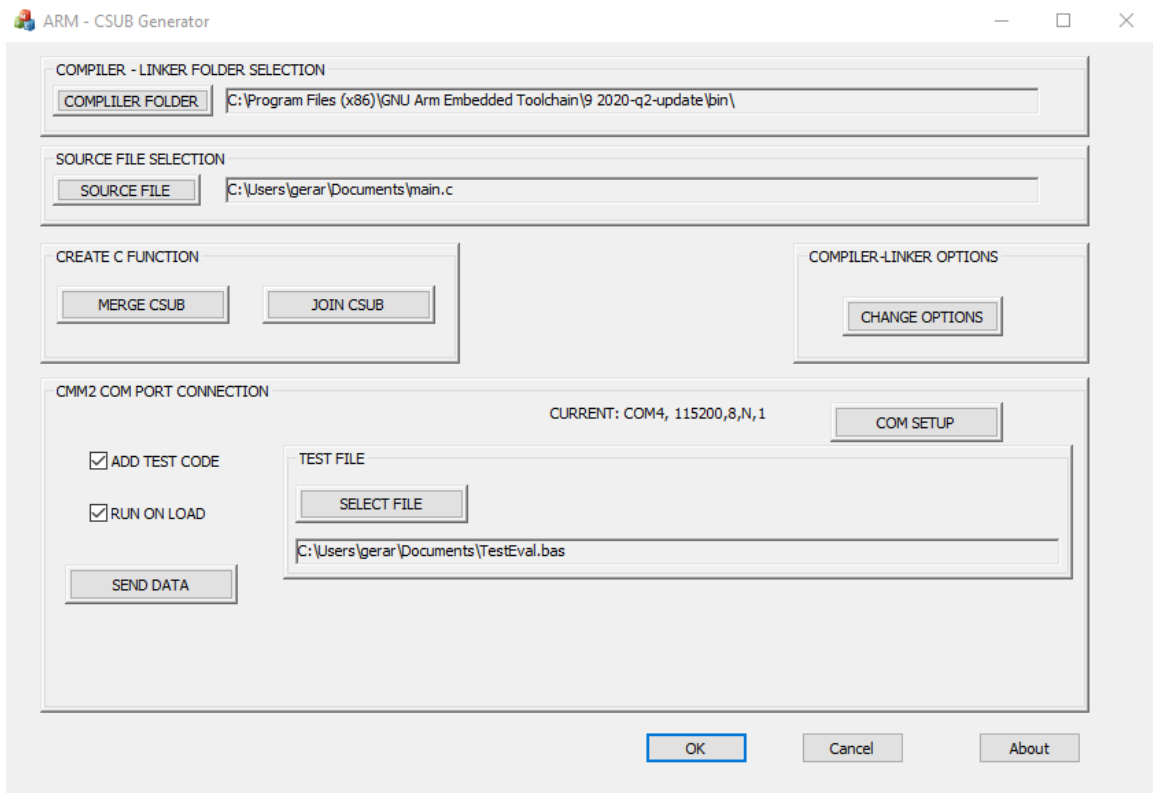 ARM - CSUB Generator
COMPILER - LINKER FOLDER SELECTION
COMPLILER FOLDER
C:\Program Files (x86)\GNU Arm Embedded Toolchain\9 2020-q2-update\bin\
SOURCE FILE SELECTION
SOURCE FILE
C:\Users\gerar\Documents\main.c
CREATE C FUNCTION
MERGE CSUB
JOIN CSUB
COMPILER-LINKER OPTIONS
CHANGE OPTIONS
CMM2 COM PORT CONNECTION
CURRENT: COM4, 115200,8,N,1
COM SETUP
ADD TEST CODE
RUN ON LOAD
SEND DATA
TEST FILE
SELECT FILE
C:\Users\gerar\Documents\TestEval.bas
OK
Cancel
About